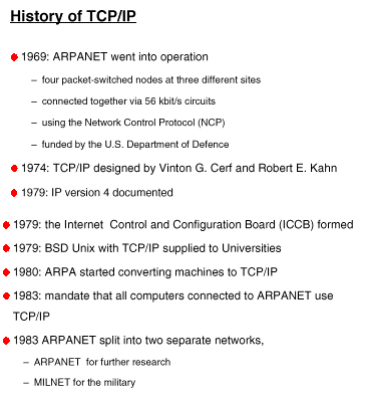 History of TCP/IP
1969: ARPANET went into operation
– four packet-switched nodes at three different sites
– connected together via 56 kbit/s circuits
– using the Network Control Protocol (NCP)
– funded by the U.S. Department of Defence
1974: TCP/IP designed by Vinton G. Cerf and Robert E. Kahn
1979: IP version 4 documented
1979: the Internet Control and Configuration Board (ICCB) formed
1979: BSD Unix with TCP/IP supplied to Universities
1980: ARPA started converting machines to TCP/IP
1983: mandate that all computers connected to ARPANET use
TCP/IP
1983 ARPANET split into two separate networks,
– ARPANET for further research
– MILNET for the military